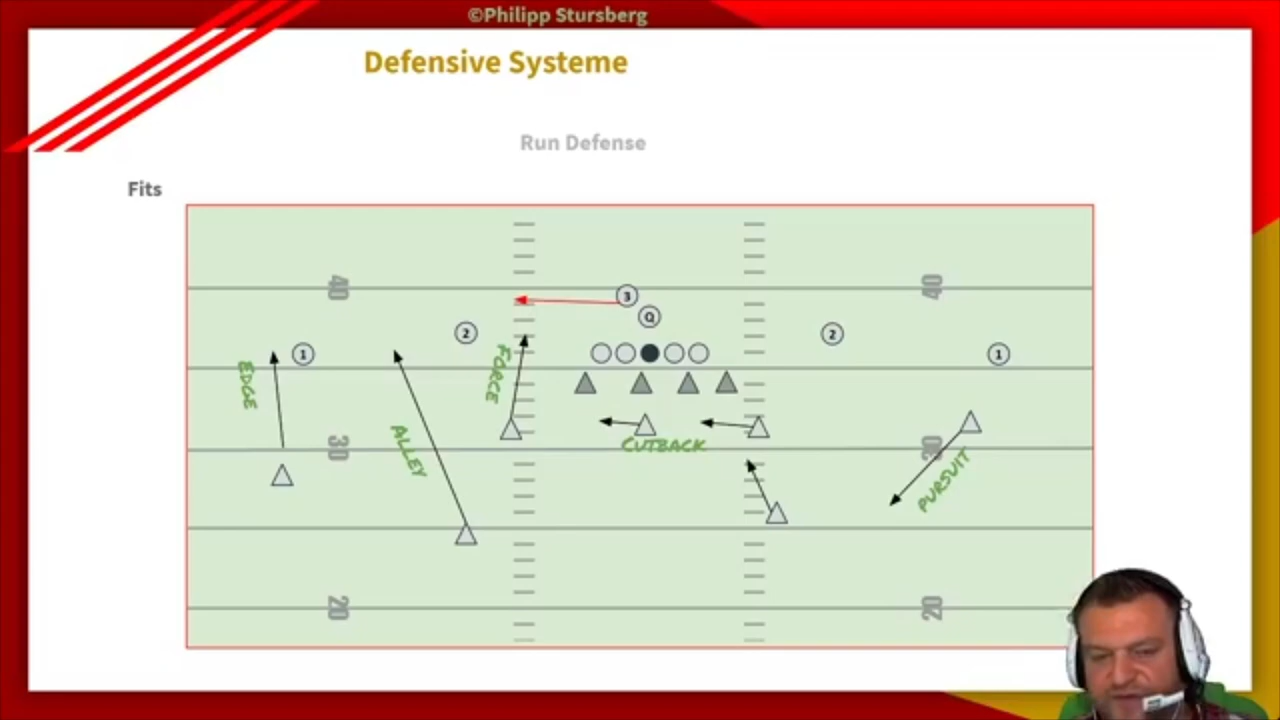 ©Philipp Stursberg
Defensive Systeme
Run Defense
Fits
40
40
3
Q
2
2
1
1
EDGE
FORCE
ALLEY
CUTBACK
30
30
PURSUIT
20
20